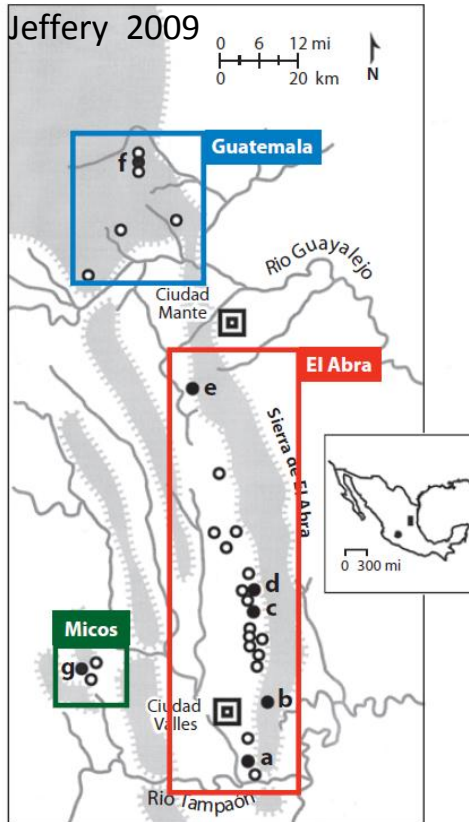 Jeffery 2009
0 6 12 mi
0 20 km
N
Guatemala
f
Rio Guayalejo
Ciudad
Mante
El Abra
e
Sierra de El Abra
0 300 mi
d
c
Micos
g
b
Ciudad
Valles
a
Rio Tampaón